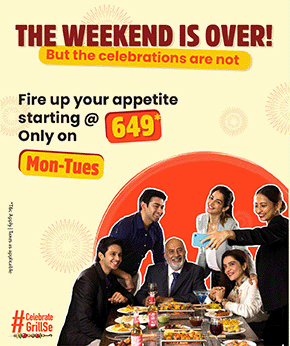 THE WEEKEND IS OVER!
But the celebrations are not
Fire up your appetite
starting @ 649*
Only on
Mon-Tues
*T&C Apply | Taxes as applicable
#Celebrate
GrillSe